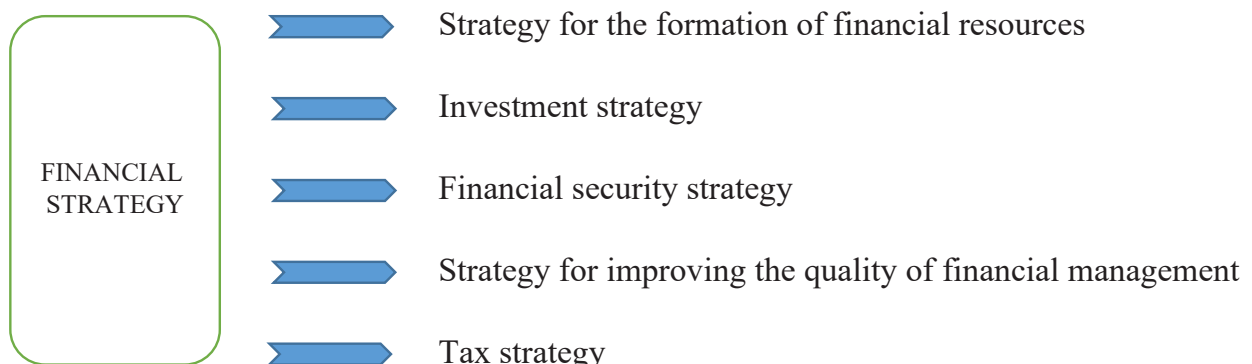 Strategy for the formation of financial resources
Investment strategy
FINANCIAL
STRATEGY
Financial security strategy
Strategy for improving the quality of financial management
Tax strategy